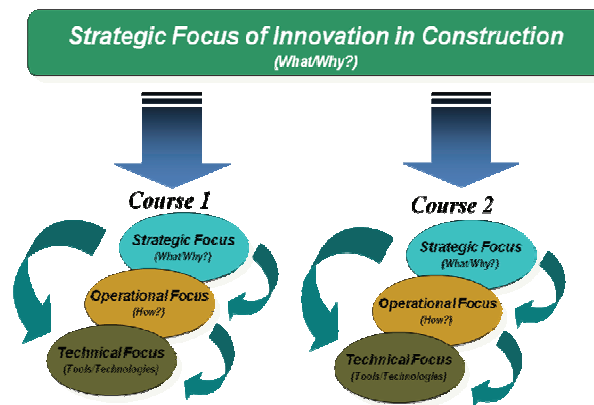 Strategic Focus of Innovation in Construction
(What/Why?)
Course 1
Strategic Focus
(What/Why?)
Operational Focus
(How?)
Technical Focus
(Tools/Technologies)
Course 2
Strategic Focus
(What/Why?)
Operational Focus
(How?)
Technical Focus
(Tools/Technologies)